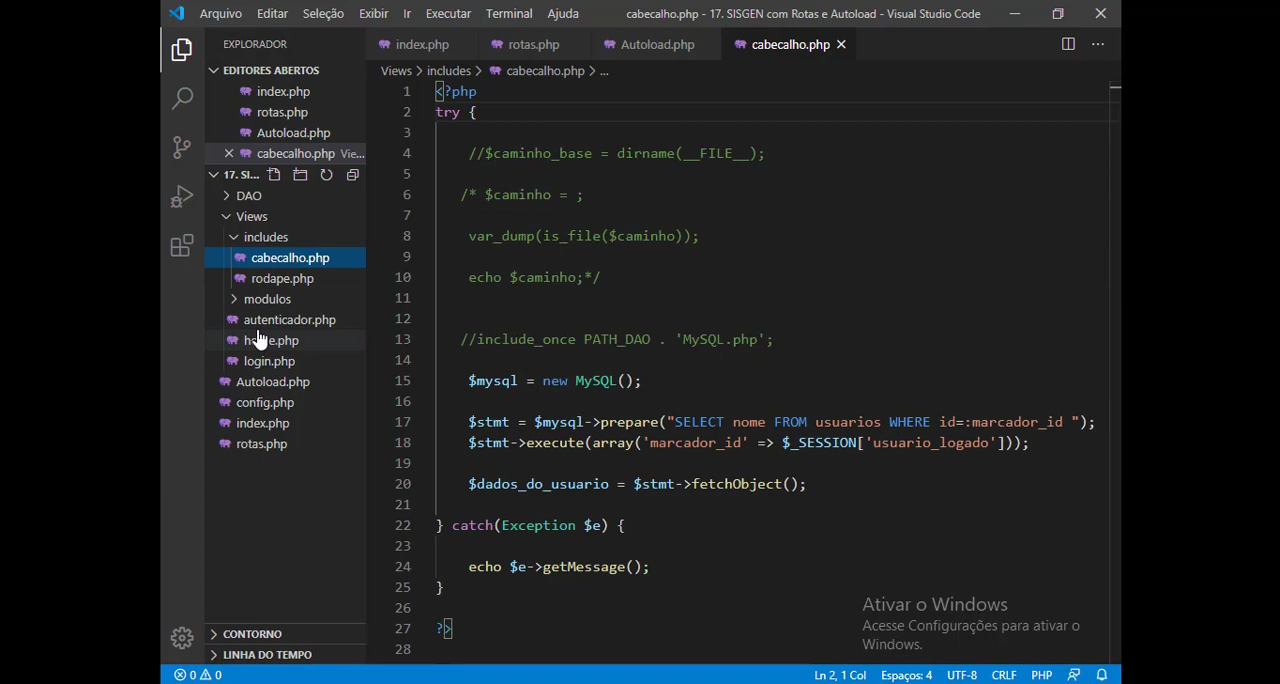 Arquivo Editar Seleção Exibir Ir Executar Terminal Ajuda cabecalho.php - 17. SISGEN com Rotas e Autoload - Visual Studio Code
EXPLORADOR
EDITORES ABERTOS
index.php
rotas.php
Autoload.php
cabecalho.php Vie...
17. SI...
DAO
Views
includes
cabecalho.php
rodape.php
modulos
autenticador.php
login.php
Autoload.php
config.php
index.php
rotas.php
CONTORNO
LINHA DO TEMPO
index.php rotas.php Autoload.php cabecalho.php
Views > includes > cabecalho.php > ...
1 <?php
2 try {
3
4 //$caminho_base = dirname(__FILE__);
5
6 /* $caminho = ;
7
8 var_dump(is_file($caminho));
9
10 echo $caminho;*/
11
12
13 //include_once PATH_DAO . 'MySQL.php';
14
15 $mysql = new MySQL();
16
17 $stmt = $mysql->prepare("SELECT nome FROM usuarios WHERE id=:marcador_id ");
18 $stmt->execute(array('marcador_id' => $_SESSION['usuario_logado']));
19
20 $dados_do_usuario = $stmt->fetchObject();
21
22 } catch(Exception $e) {
23
24 echo $e->getMessage();
25 }
26
27 ?>
28
Ativar o Windows
Acesse Configurações para ativar o
Windows.
0 0 Ln 2, 1 Col Espaços: 4 UTF-8 CRLF PHP